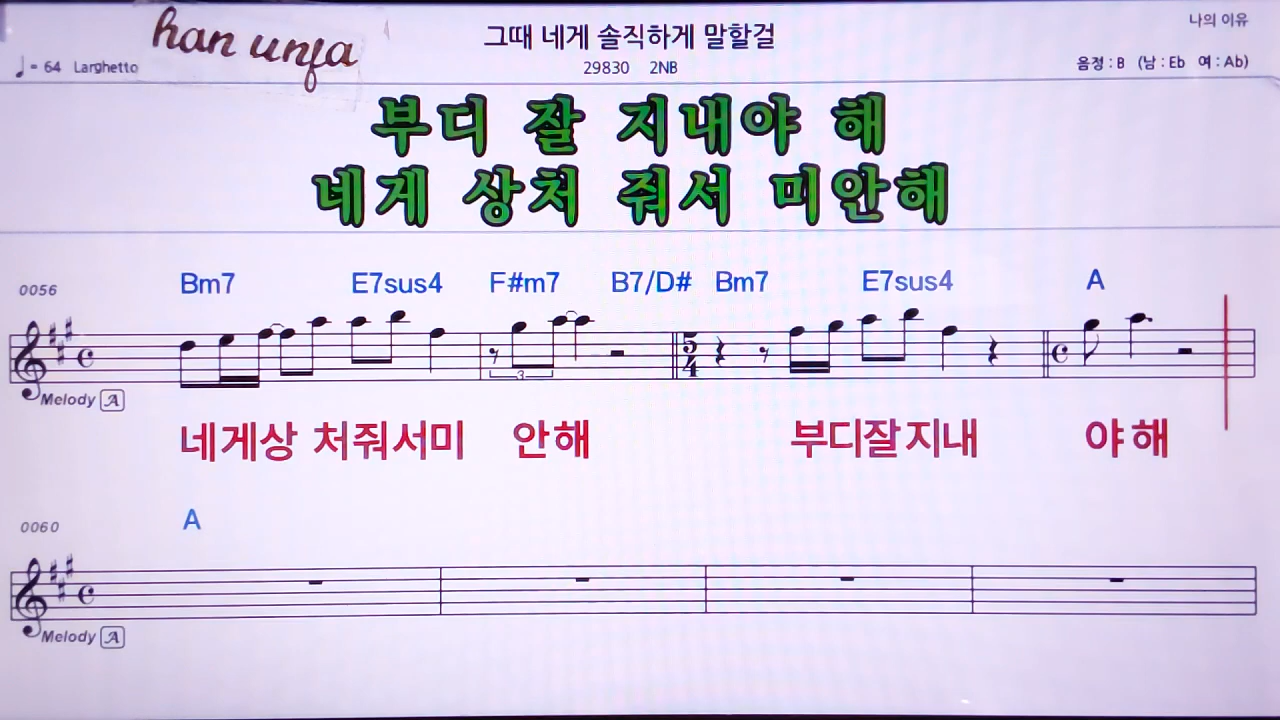 han unja
그때 네게 솔직하게 말할걸
나의 이유
♩= 64 Larghetto
29830 2NB
음정 : B (남 : Eb 여 : Ab)
부디 잘 지내야 해
네게 상처 줘서 미안해
0056
Bm7 E7sus4 F#m7 B7/D# Bm7 E7sus4 A
3
5
4
Melody A
네게상 처줘서미 안해 부디잘지내 야해
0060
A
Melody A